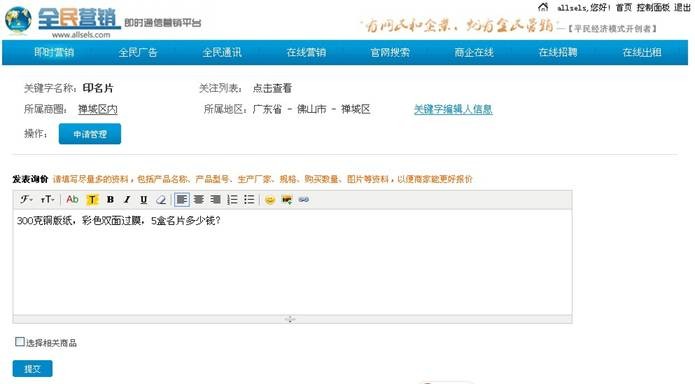 allsels,您好! 首页 控制面板 退出
全民营销 即时通信营销平台
www.allsels.com
“有网民和企业，就有全民营销”—【平民经济模式开创者】
即时营销 全民广告 全民通讯 在线营销 官网搜索 商企在线 在线招聘 在线出租
关键字名称：印名片 关注列表： 点击查看
所属商圈： 禅城区内 所属地区：广东省 - 佛山市 - 禅城区 关键字编辑人信息
操作： 申请管理
发表询价 请填写尽量多的资料，包括产品名称、产品型号、生产厂家、规格、购买数量、图片等资料，以便商家能更好报价
300克铜版纸，彩色双面过膜，5盒名片多少钱？
选择相关商品
提交